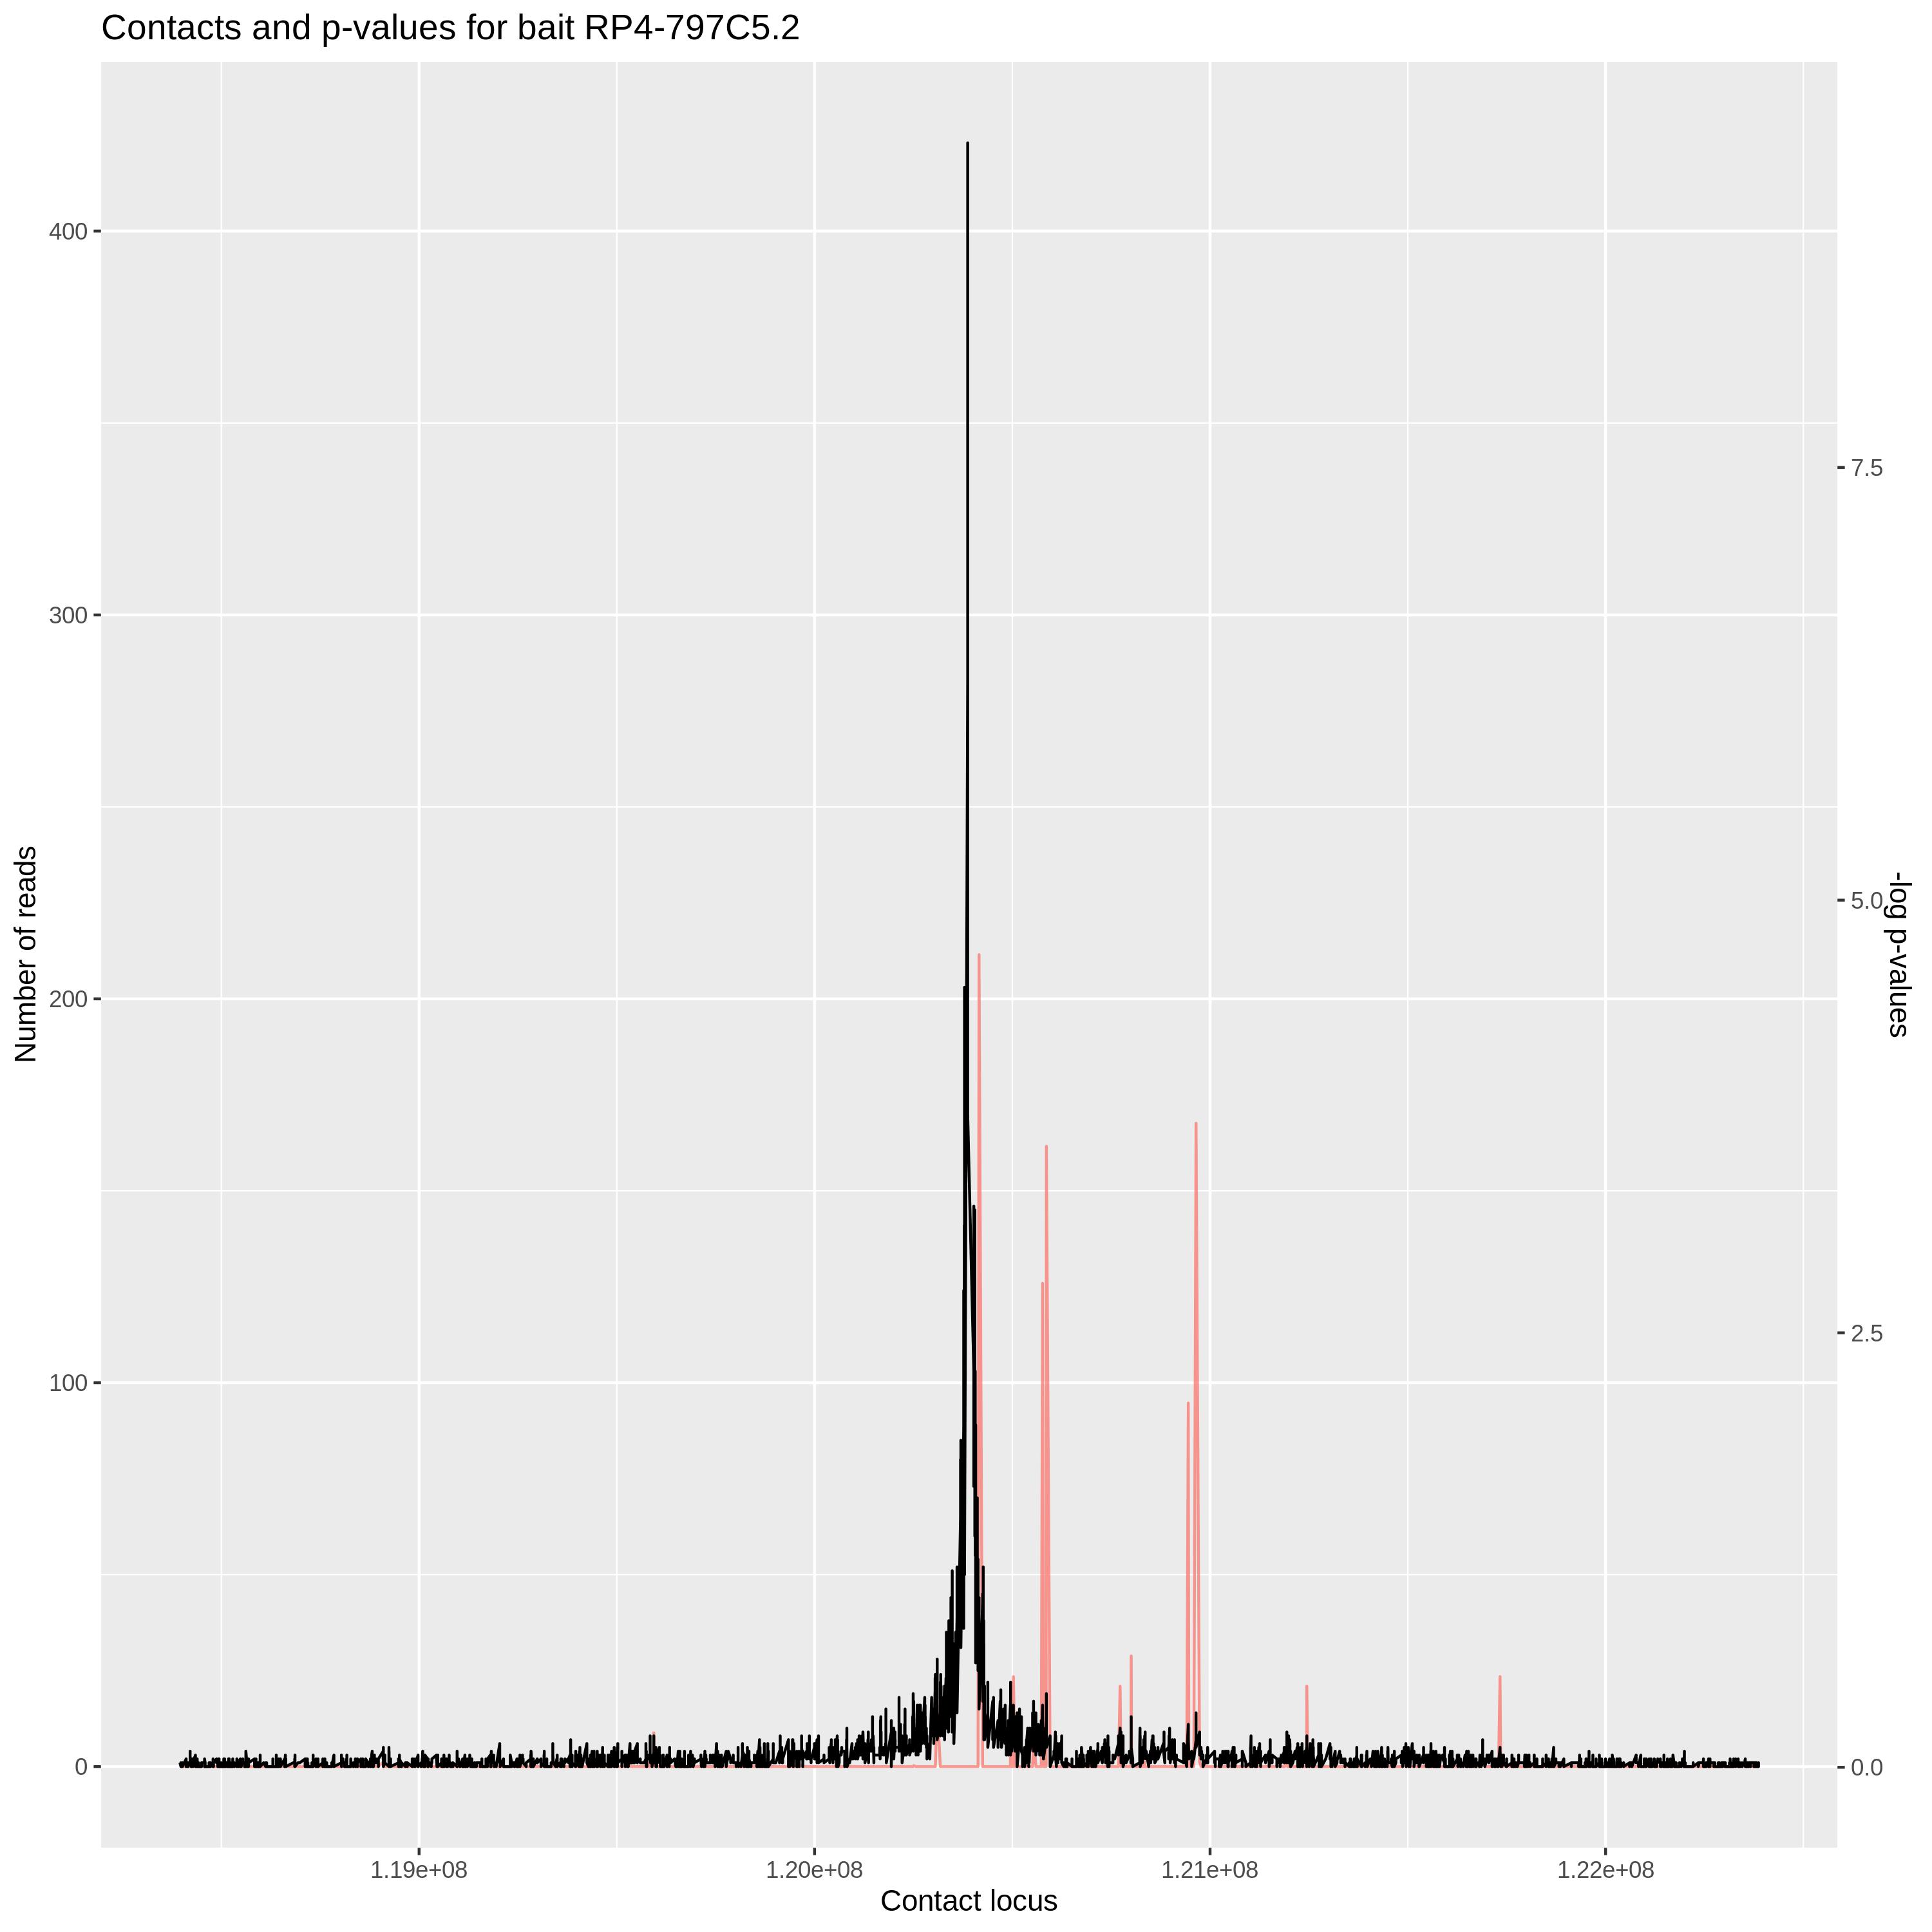 Contacts and p-values for bait RP4-797C5.2
400
300
200
100
0
Number of reads
7.5
5.0
2.5
0.0
-log p-values
1.19e+08
1.20e+08
1.21e+08
1.22e+08
Contact locus